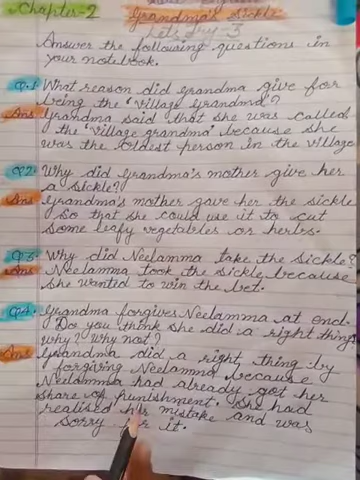 Chapter-2 Grandma's Sickle
Let's Try-3
Answer the following questions in
your notebook.
Q.1 What reason did grandma give for
being the "Village Grandma?
Ans Grandma said that she was called
the "village grandma" because she
was the oldest person in the village
Q2. Why did grandma's mother give her
a sickle?
Ans Grandma's mother gave her the sickle
so that she could use it to cut
some leafy vegetables or herbs.
Q.3 Why did Neelamma take the sickle?
Ans Neelamma took the sickle because
she wanted to win the bet.
Q4. Grandma forgives Neelamma at end.
Do you think she did a right thing
why? Why not?
Ans Grandma did a right thing by
forgiving Neelamma because
Neelamma had already got her
share of punishment. She had
realised mistake and was
sorry for it.